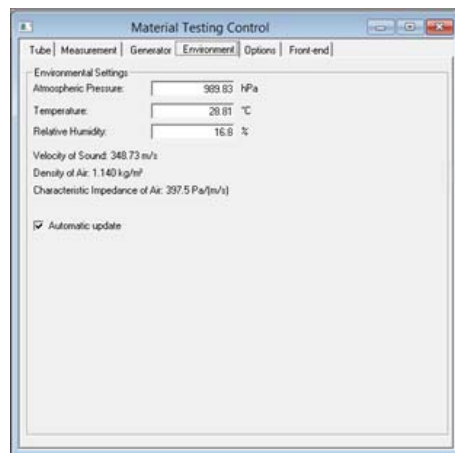 Material Testing Control
Tube Measurement Generator Environment Options Front-end
Environmental Settings
Atmospheric Pressure: 989.83 hPa
Temperature: 28.81 °C
Relative Humidity: 16.8 %
Velocity of Sound: 348.73 m/s
Density of Air: 1.140 kg/m³
Characteristic Impedance of Air: 397.5 Pa/(m/s)
Automatic update